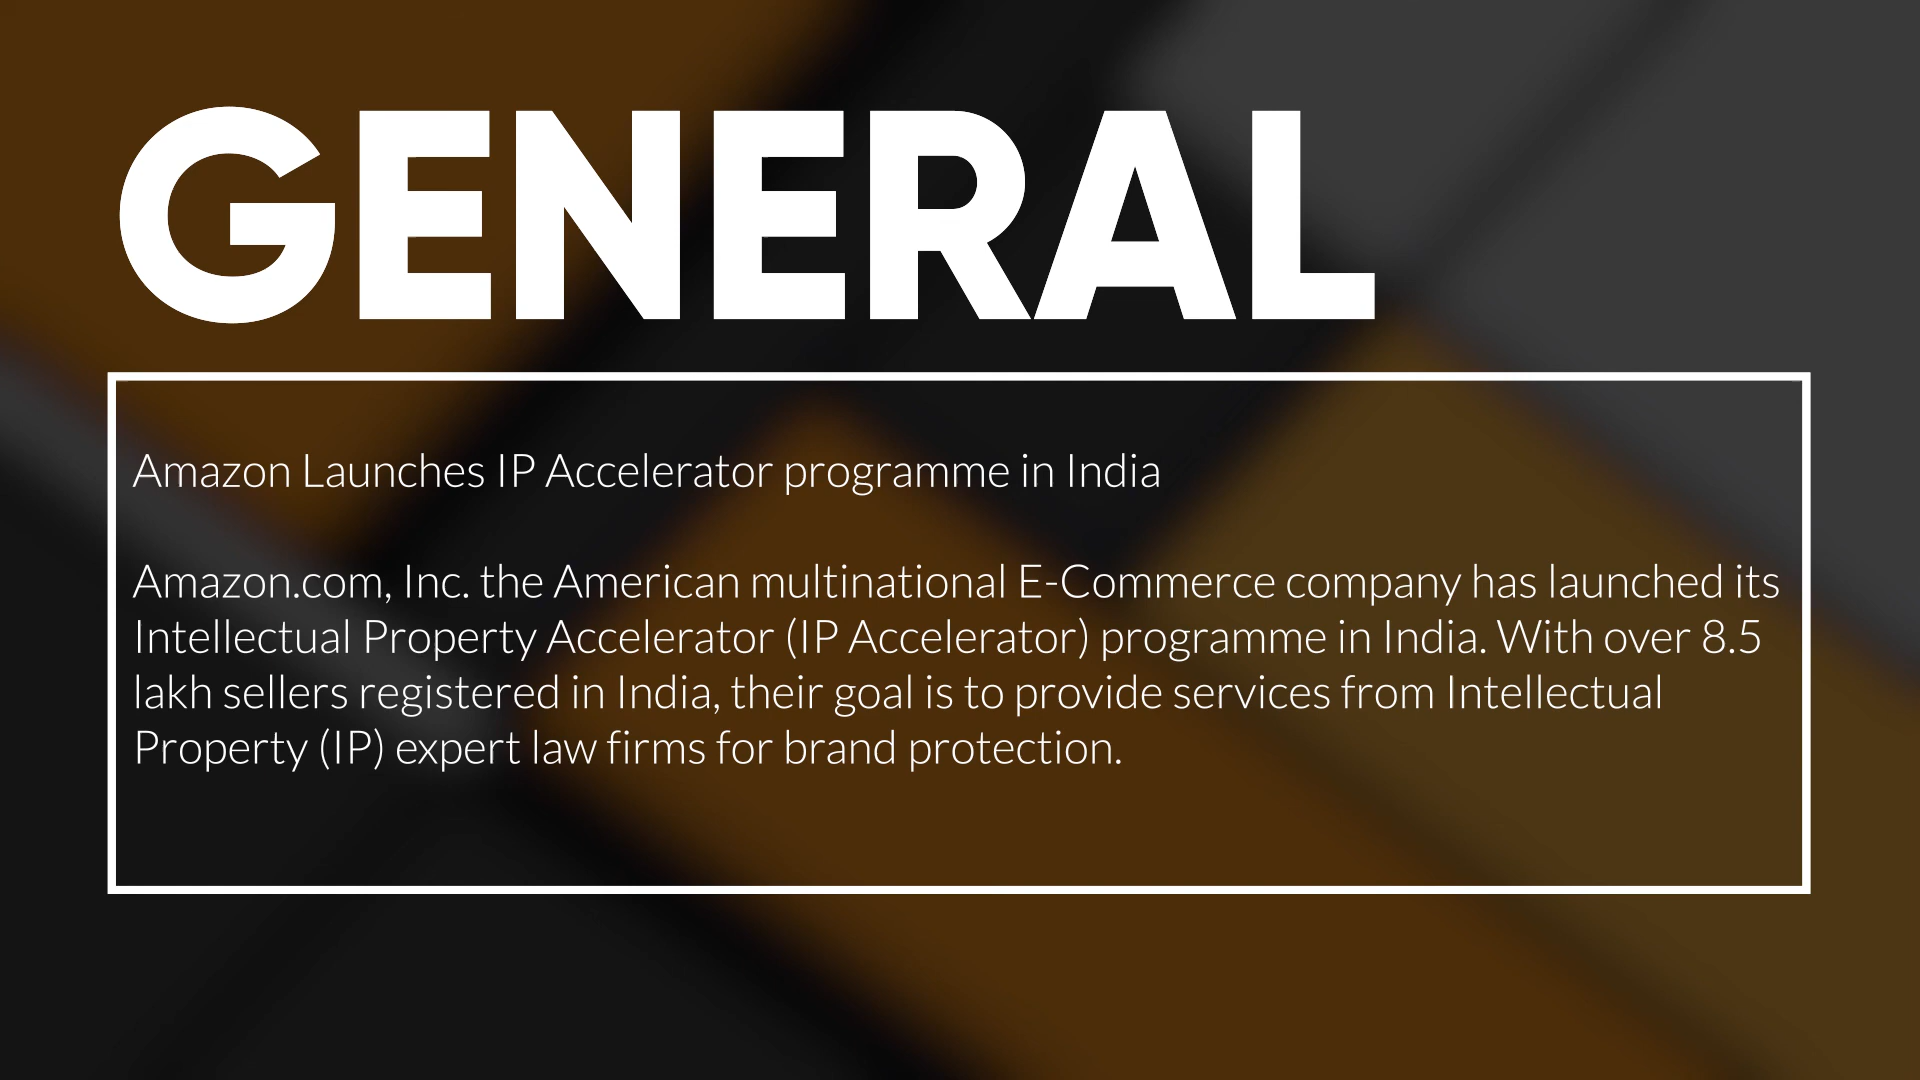 GENERAL
Amazon Launches IP Accelerator programme in India
Amazon.com, Inc. the American multinational E-Commerce company has launched its
Intellectual Property Accelerator (IP Accelerator) programme in India. With over 8.5
lakh sellers registered in India, their goal is to provide services from Intellectual
Property (IP) expert law firms for brand protection.